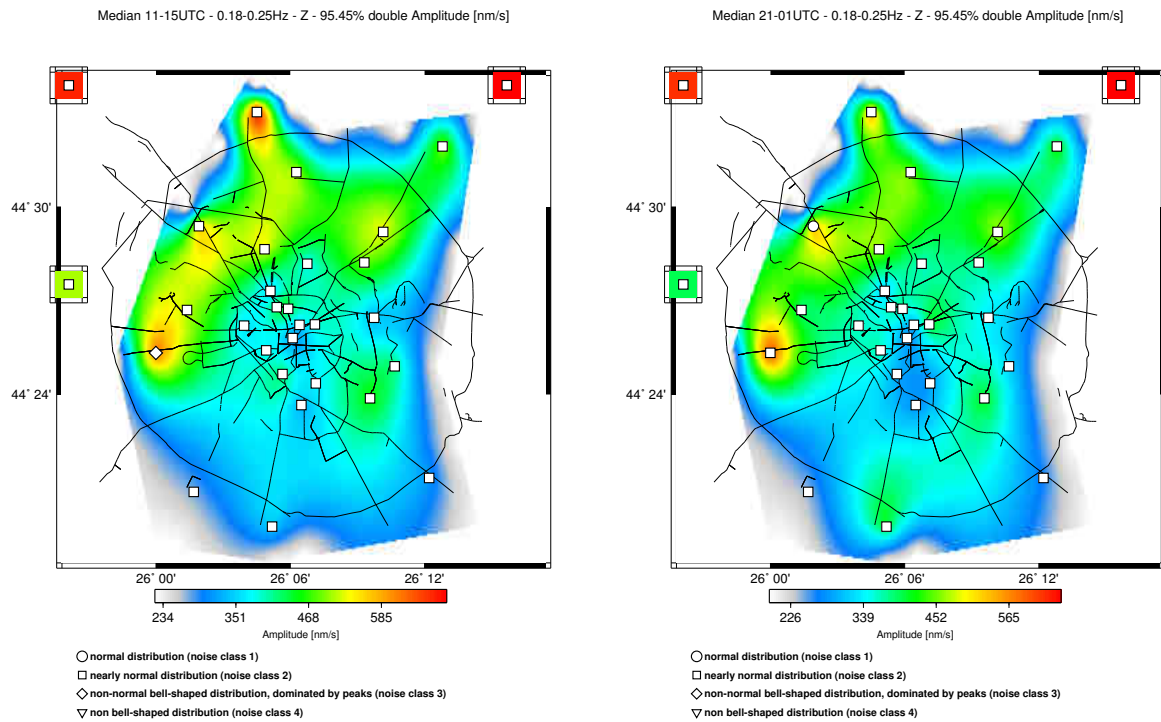 Median 11-15UTC - 0.18-0.25Hz - Z - 95.45% double Amplitude [nm/s]
44° 30'
44° 24'
26° 00' 26° 06' 26° 12'
234 351 468 585
Amplitude [nm/s]
normal distribution (noise class 1)
nearly normal distribution (noise class 2)
non-normal bell-shaped distribution, dominated by peaks (noise class 3)
non bell-shaped distribution (noise class 4)
Median 21-01UTC - 0.18-0.25Hz - Z - 95.45% double Amplitude [nm/s]
44° 30'
44° 24'
26° 00' 26° 06' 26° 12'
226 339 452 565
Amplitude [nm/s]
normal distribution (noise class 1)
nearly normal distribution (noise class 2)
non-normal bell-shaped distribution, dominated by peaks (noise class 3)
non bell-shaped distribution (noise class 4)